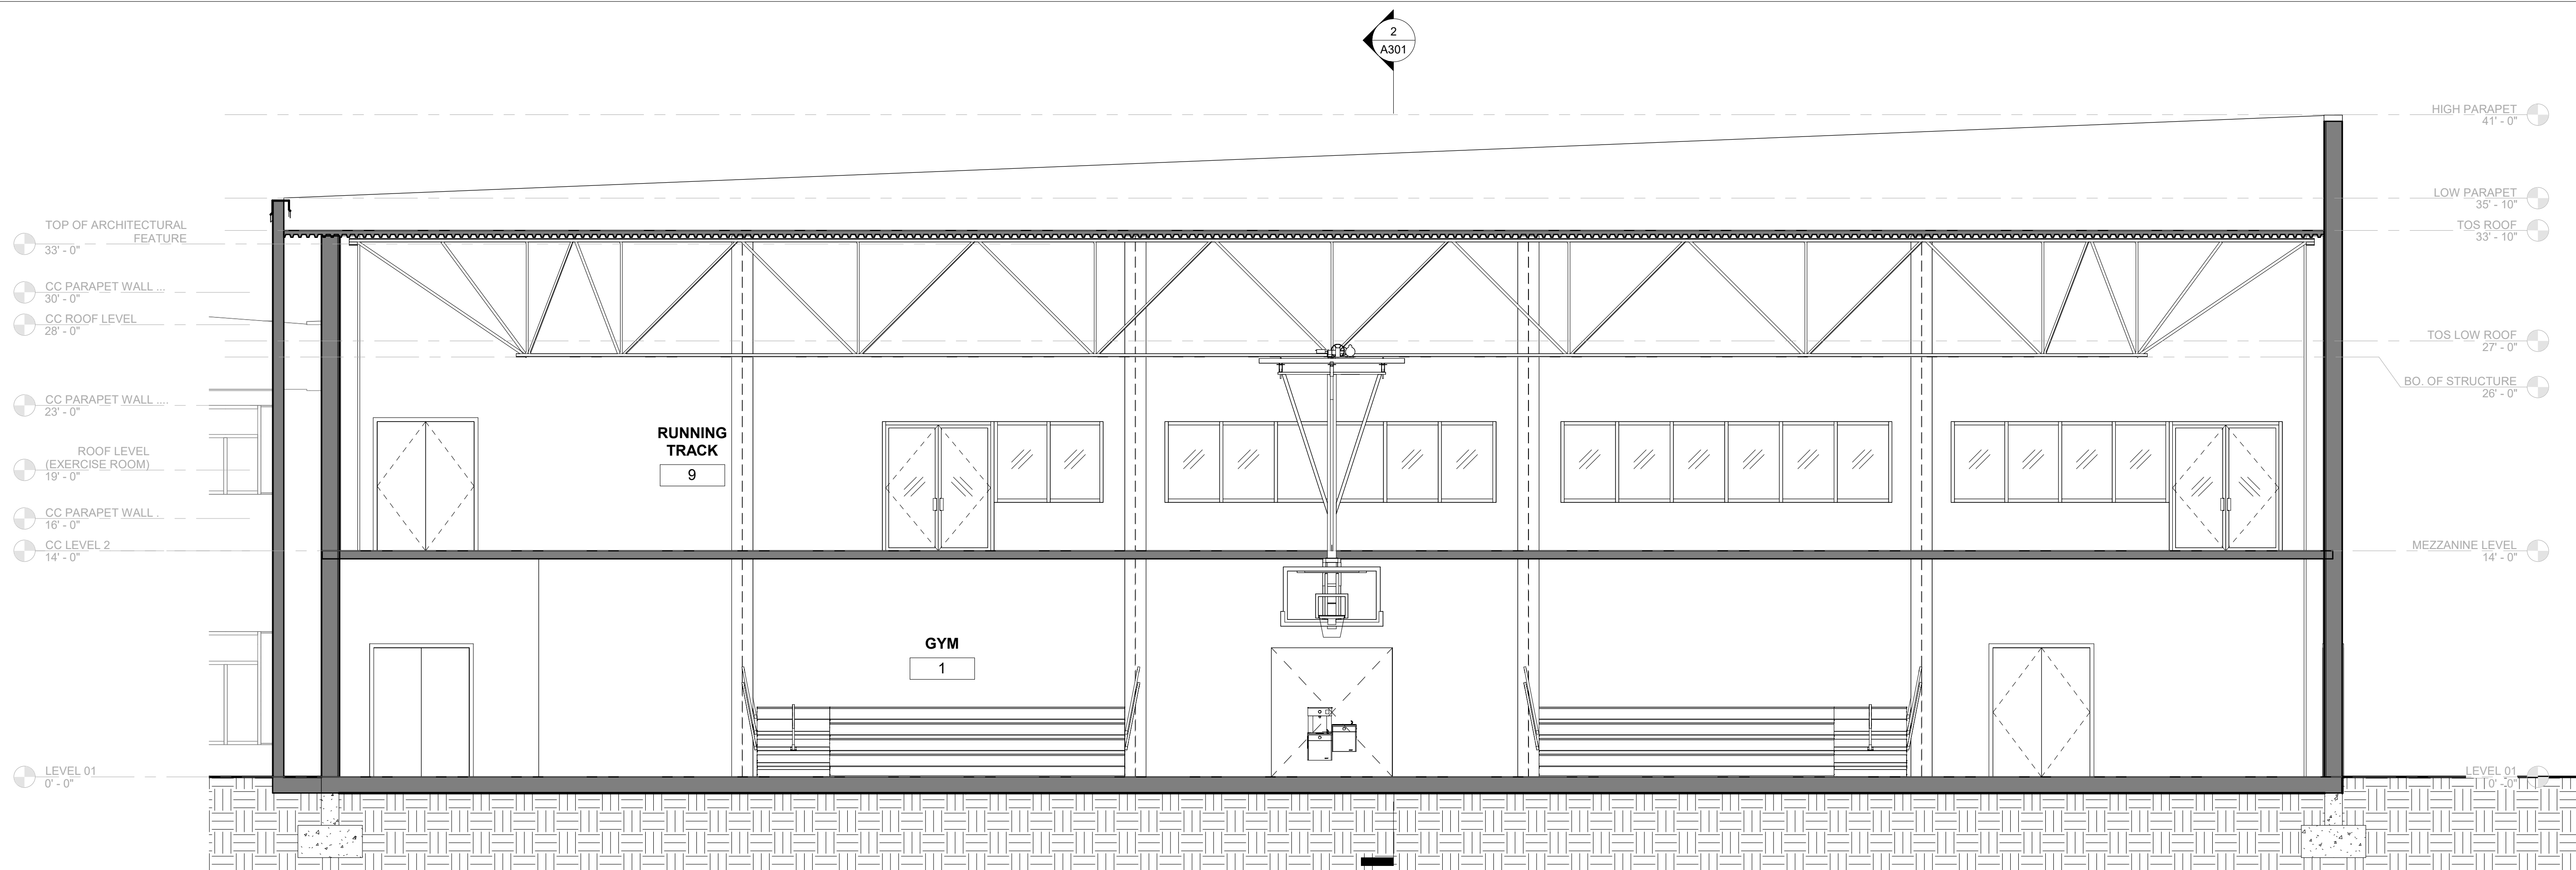 2
A301
HIGH PARAPET
41' - 0"
LOW PARAPET
35' - 10"
TOS ROOF
33' - 10"
TOS LOW ROOF
27' - 0"
BO. OF STRUCTURE
26' - 0"
MEZZANINE LEVEL
14' - 0"
LEVEL 01
0' - 0"
TOP OF ARCHITECTURAL
FEATURE
33' - 0"
CC PARAPET WALL ...
30' - 0"
CC ROOF LEVEL
28' - 0"
CC PARAPET WALL ....
23' - 0"
ROOF LEVEL
(EXERCISE ROOM)
19' - 0"
CC PARAPET WALL .
16' - 0"
CC LEVEL 2
14' - 0"
LEVEL 01
0' - 0"
RUNNING
TRACK
9
GYM
1